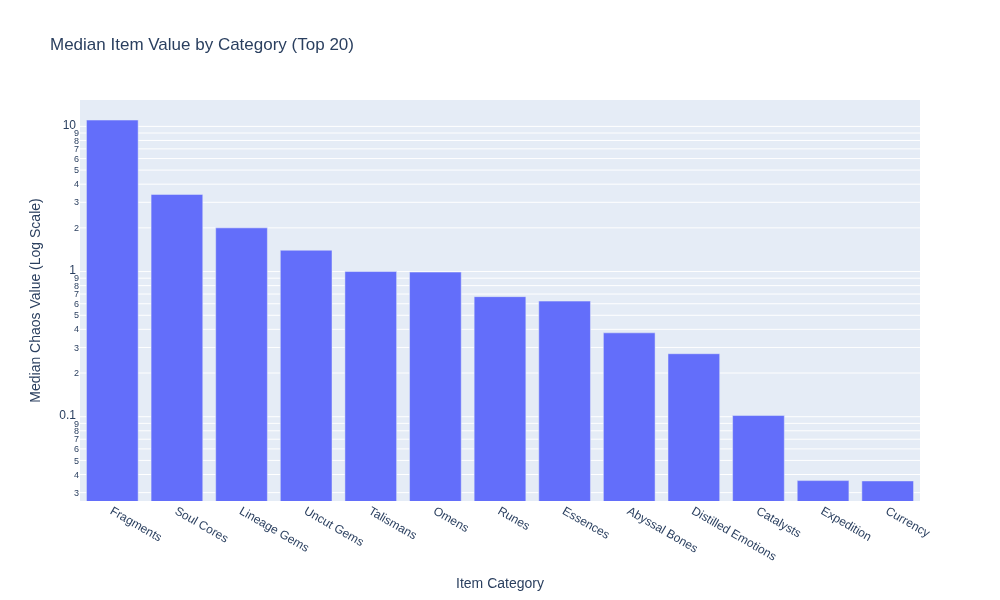 Median Item Value by Category (Top 20)
Median Chaos Value (Log Scale)
10
9
8
7
6
5
4
3
2
1
9
8
7
6
5
4
3
2
0.1
9
8
7
6
5
4
3
Fragments
Soul Cores
Lineage Gems
Uncut Gems
Talismans
Omens
Runes
Essences
Abyssal Bones
Distilled Emotions
Catalysts
Expedition
Currency
Item Category